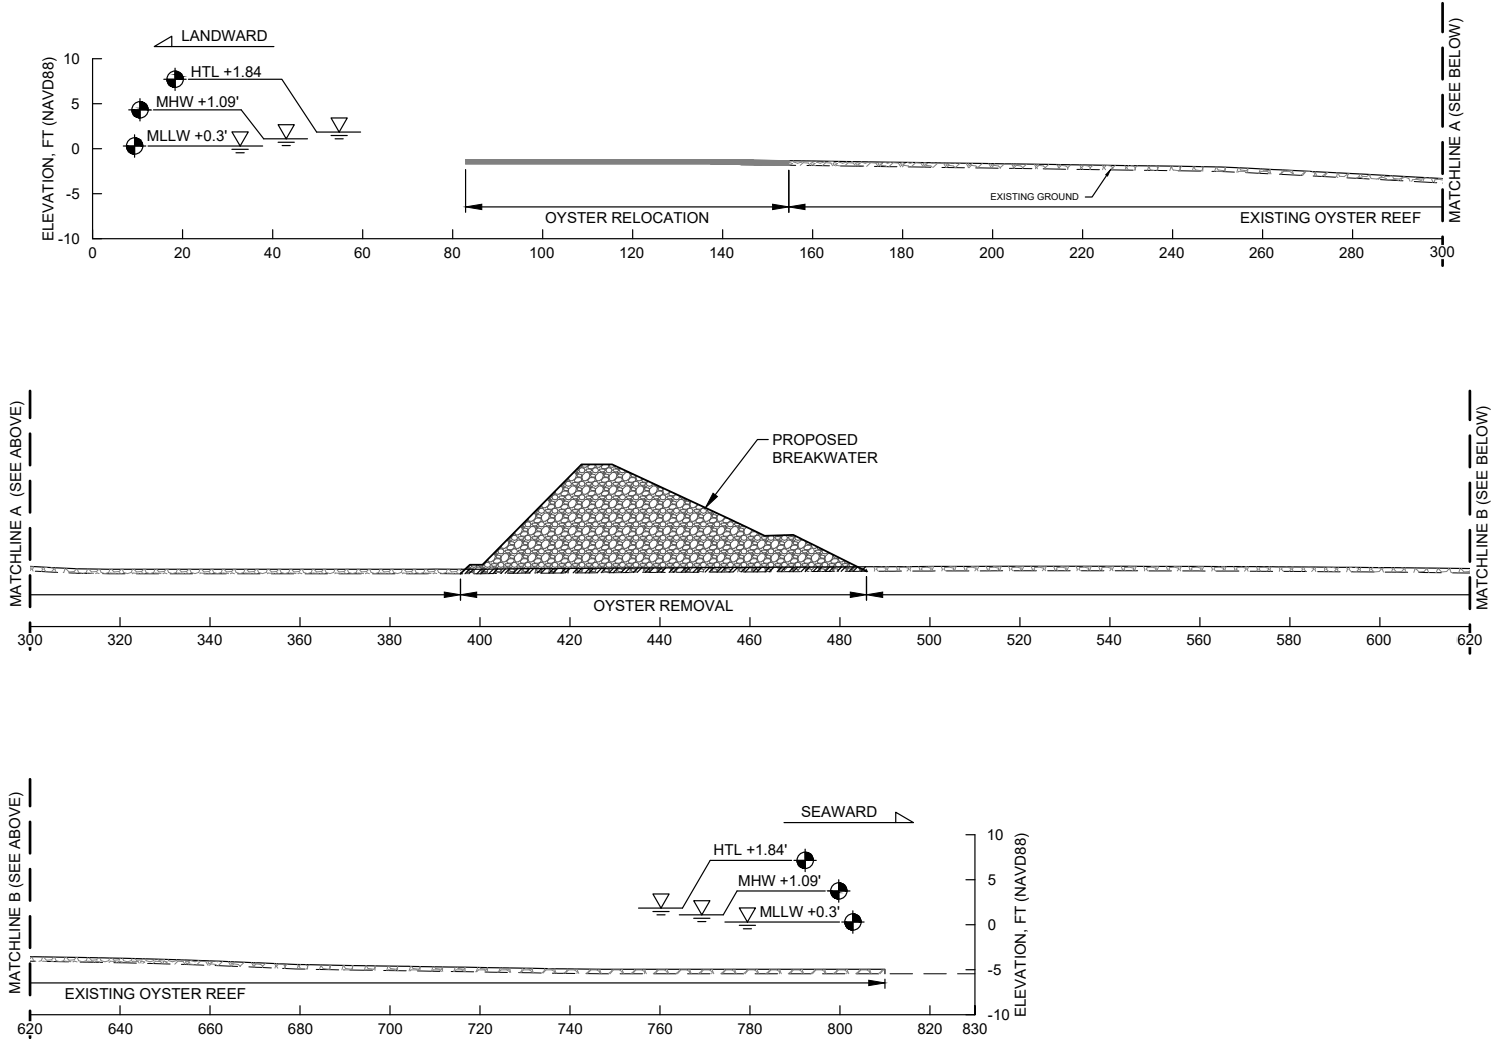 LANDWARD
ELEVATION, FT (NAVD88)
10
5
0
-5
-10
HTL +1.84
MHW +1.09'
MLLW +0.3'
EXISTING GROUND
OYSTER RELOCATION
EXISTING OYSTER REEF
MATCHLINE A (SEE BELOW)
0 20 40 60 80 100 120 140 160 180 200 220 240 260 280 300
MATCHLINE A (SEE ABOVE)
PROPOSED
BREAKWATER
OYSTER REMOVAL
MATCHLINE B (SEE BELOW)
300 320 340 360 380 400 420 440 460 480 500 520 540 560 580 600 620
MATCHLINE B (SEE ABOVE)
SEAWARD
HTL +1.84'
MHW +1.09'
MLLW +0.3'
10
5
0
-5
-10
ELEVATION, FT (NAVD88)
EXISTING OYSTER REEF
620 640 660 680 700 720 740 760 780 800 820 830